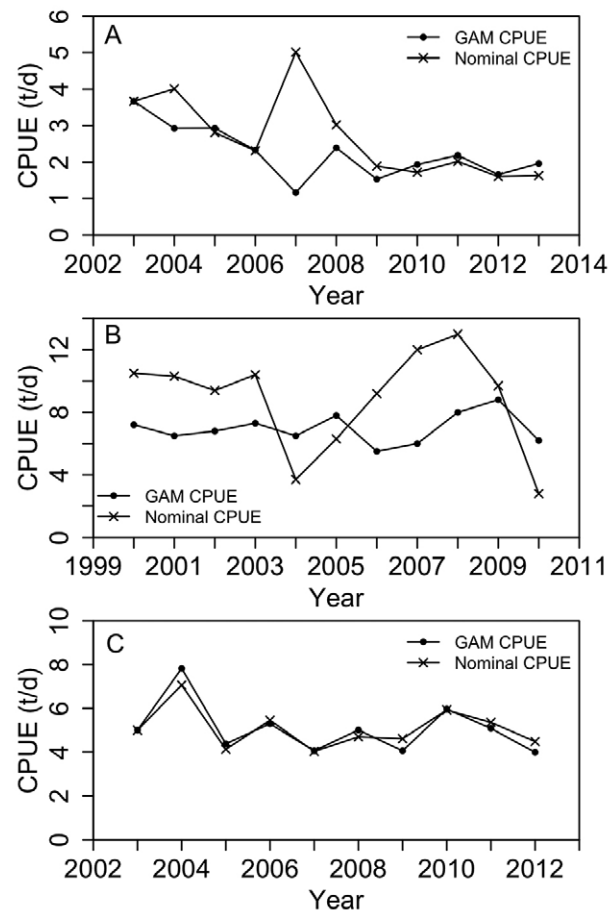 A
GAM CPUE
Nominal CPUE
CPUE (t/d)
6
5
4
3
2
1
0
2002 2004 2006 2008 2010 2012 2014
Year
B
CPUE (t/d)
12
8
4
0
GAM CPUE
Nominal CPUE
1999 2001 2003 2005 2007 2009 2011
Year
C
GAM CPUE
Nominal CPUE
CPUE (t/d)
10
8
6
4
2
0
2002 2004 2006 2008 2010 2012
Year